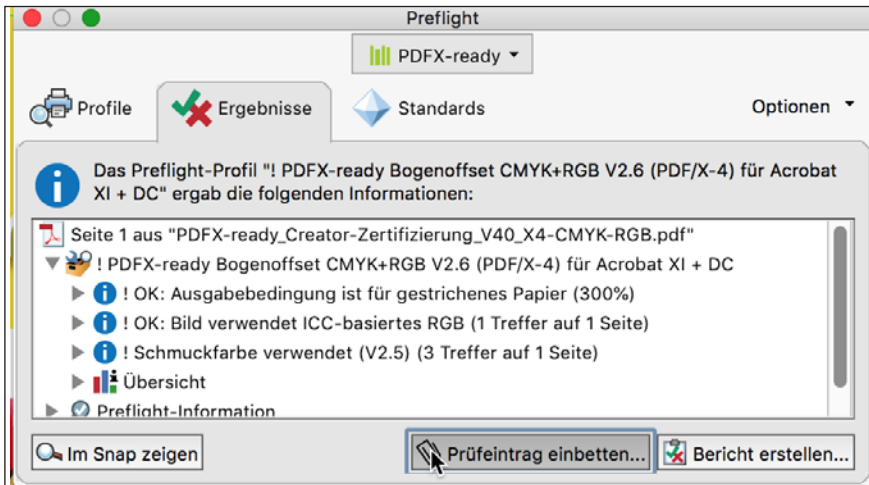 Preflight
PDFX-ready
Profile
Ergebnisse
Standards
Optionen
Das Preflight-Profil "! PDFX-ready Bogenoffset CMYK+RGB V2.6 (PDF/X-4) für Acrobat
XI + DC" ergab die folgenden Informationen:
Seite 1 aus "PDFX-ready_Creator-Zertifizierung_V40_X4-CMYK-RGB.pdf"
! PDFX-ready Bogenoffset CMYK+RGB V2.6 (PDF/X-4) für Acrobat XI + DC
! OK: Ausgabebedingung ist für gestrichenes Papier (300%)
! OK: Bild verwendet ICC-basiertes RGB (1 Treffer auf 1 Seite)
! Schmuckfarbe verwendet (V2.5) (3 Treffer auf 1 Seite)
Übersicht
Preflight-Information
Im Snap zeigen
Prüfeintrag einbetten...
Bericht erstellen...